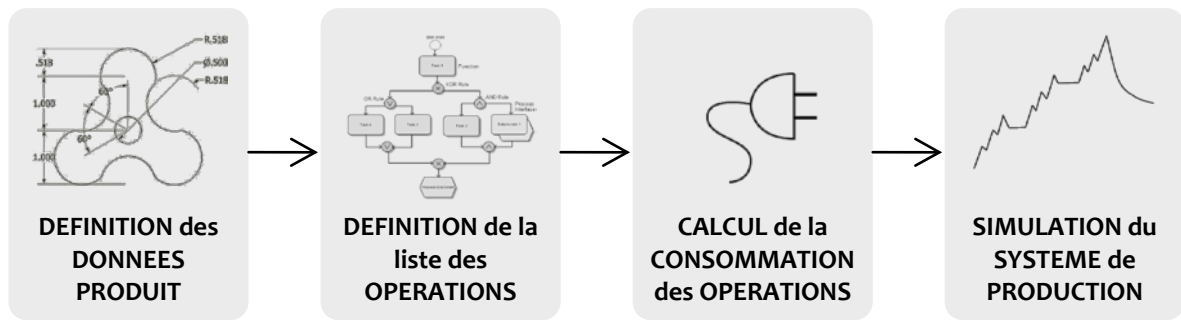 R.518
Ø.500
R.518
.518
1.000
60°
60°
1.000
Function
XOR Rule
OR-Rule
AND-Rule
Process
Interface
DEFINITION des
DONNEES
PRODUIT
DEFINITION de la
liste des
OPERATIONS
CALCUL de la
CONSOMMATION
des OPERATIONS
SIMULATION du
SYSTEME de
PRODUCTION